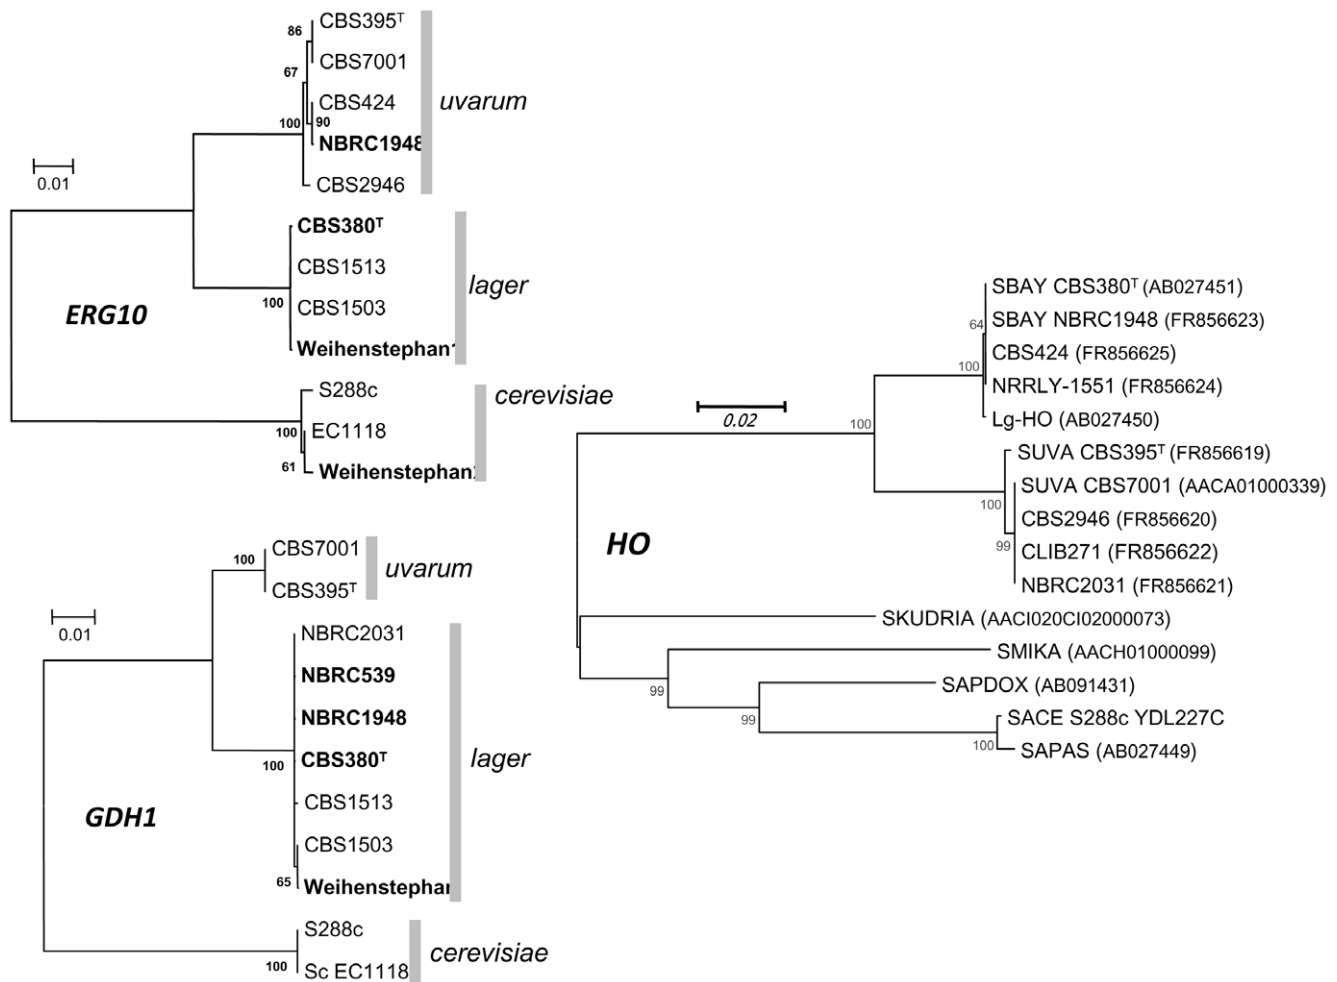 86
CBS395ᵀ
CBS7001
67
CBS424
100
90
NBRC1948
CBS2946
uvarum
0.01
CBS380ᵀ
CBS1513
CBS1503
100
Weihenstephan
lager
ERG10
S288c
EC1118
100
61
Weihenstephan
cerevisiae
CBS7001
100
CBS395ᵀ
uvarum
0.01
NBRC2031
NBRC539
NBRC1948
CBS380ᵀ
100
CBS1513
CBS1503
65
Weihenstephan
lager
GDH1
S288c
100
Sc EC1118
cerevisiae
SBAY CBS380ᵀ (AB027451)
64
SBAY NBRC1948 (FR856623)
CBS424 (FR856625)
100
NRRLY-1551 (FR856624)
Lg-HO (AB027450)
0.02
100
SUVA CBS395ᵀ (FR856619)
SUVA CBS7001 (AACA01000339)
100
CBS2946 (FR856620)
99
CLIB271 (FR856622)
NBRC2031 (FR856621)
HO
SKUDRIA (AACI020CI02000073)
SMIKA (AACH01000099)
99
SAPDOX (AB091431)
99
SACE S288c YDL227C
100
SAPAS (AB027449)